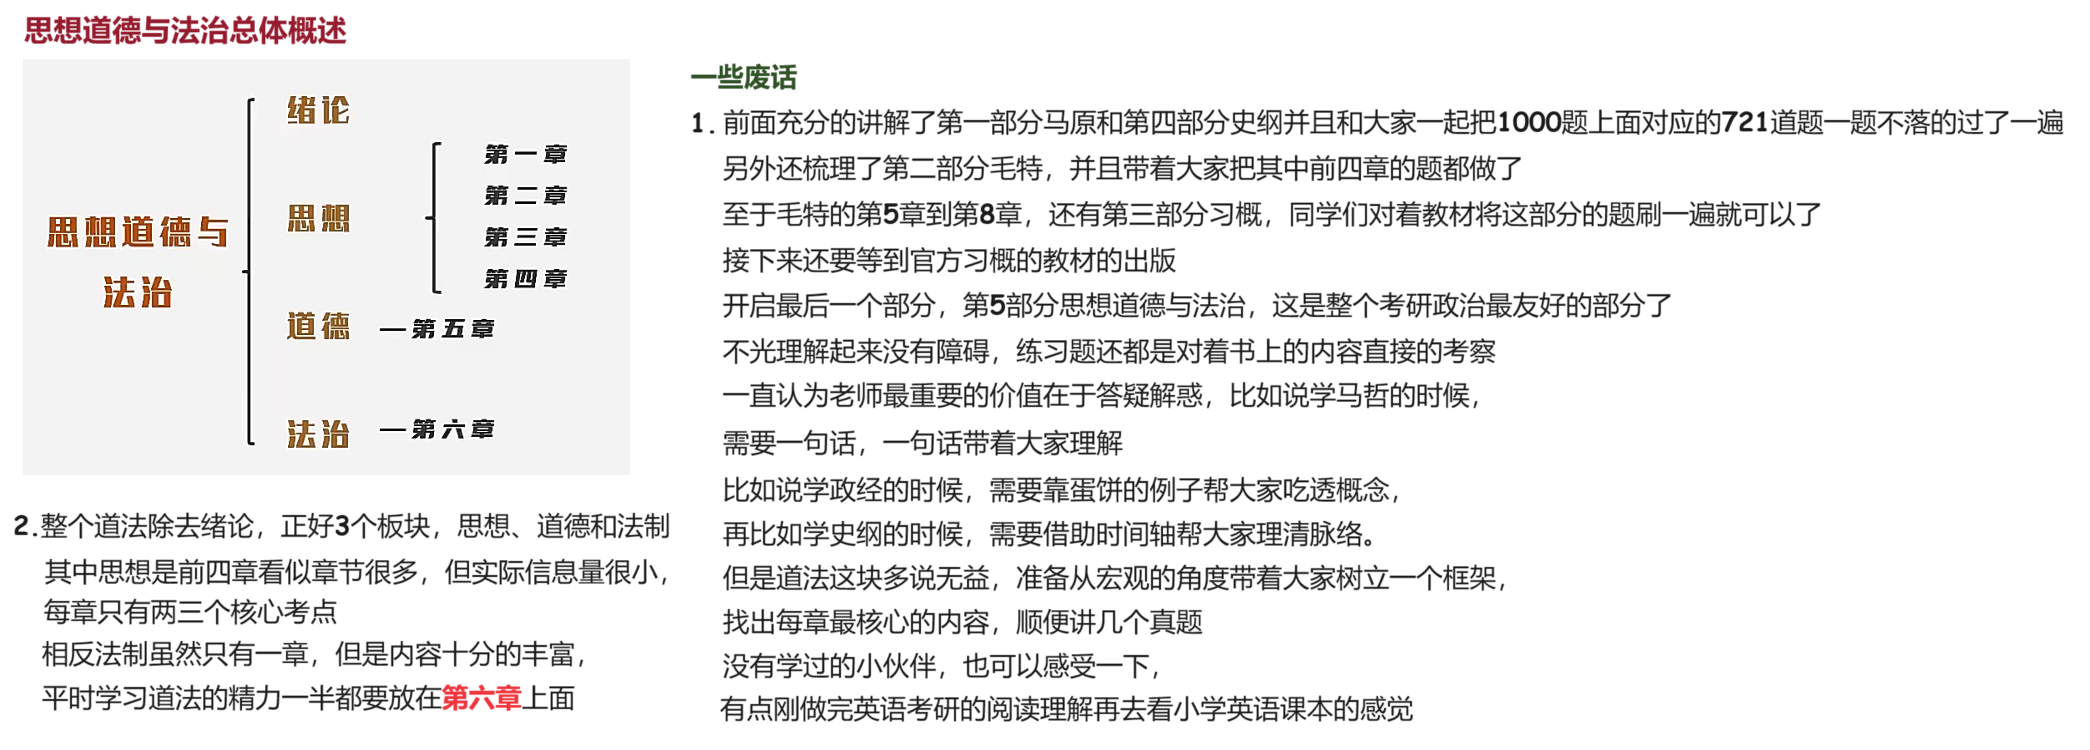 思想道德与法治总体概述
思想道德与
法治
绪论
思想
第一章
第二章
第三章
第四章
道德
—第五章
法治
—第六章
2.整个道法除去绪论，正好3个板块，思想、道德和法制
其中思想是前四章看似章节很多，但实际信息量很小，
每章只有两三个核心考点
相反法制虽然只有一章，但是内容十分的丰富，
平时学习道法的精力一半都要放在第六章上面
一些废话
1.前面充分的讲解了第一部分马原和第四部分史纲并且和大家一起把1000题上面对应的721道题一题不落的过了一遍
另外还梳理了第二部分毛特，并且带着大家把其中前四章的题都做了
至于毛特的第5章到第8章，还有第三部分习概，同学们对着教材将这部分的题刷一遍就可以了
接下来还要等到官方习概的教材的出版
开启最后一个部分，第5部分思想道德与法治，这是整个考研政治最友好的部分了
不光理解起来没有障碍，练习题还都是对着书上的内容直接的考察
一直认为老师最重要的价值在于答疑解惑，比如说学马哲的时候，
需要一句话，一句话带着大家理解
比如说学政经的时候，需要靠蛋饼的例子帮大家吃透概念，
再比如学史纲的时候，需要借助时间轴帮大家理清脉络。
但是道法这块多说无益，准备从宏观的角度带着大家树立一个框架，
找出每章最核心的内容，顺便讲几个真题
没有学过的小伙伴，也可以感受一下，
有点刚做完英语考研的阅读理解再去看小学英语课本的感觉